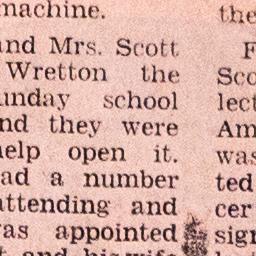 machine.
and Mrs. Scott
Wretton the
unday school
nd they were
help open it.
ad a number
attending and
as appointed
the
F
Sco
lect
Am
was
ted
cer
sign